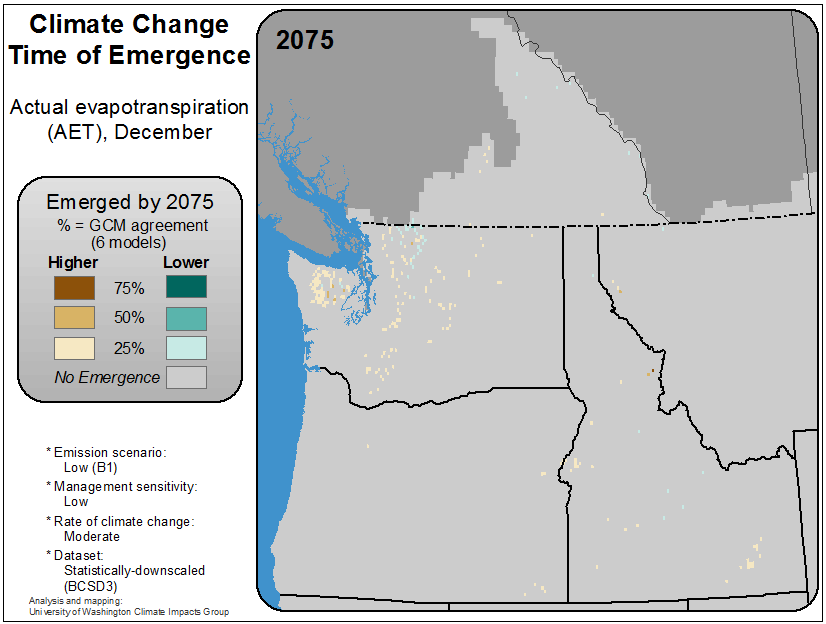 Climate Change
Time of Emergence
Actual evapotranspiration
(AET), December
2075
Emerged by 2075
% = GCM agreement
(6 models)
Higher Lower
75%
50%
25%
No Emergence
* Emission scenario:
Low (B1)
* Management sensitivity:
Low
* Rate of climate change:
Moderate
* Dataset:
Statistically-downscaled
(BCSD3)
Analysis and mapping:
University of Washington Climate Impacts Group